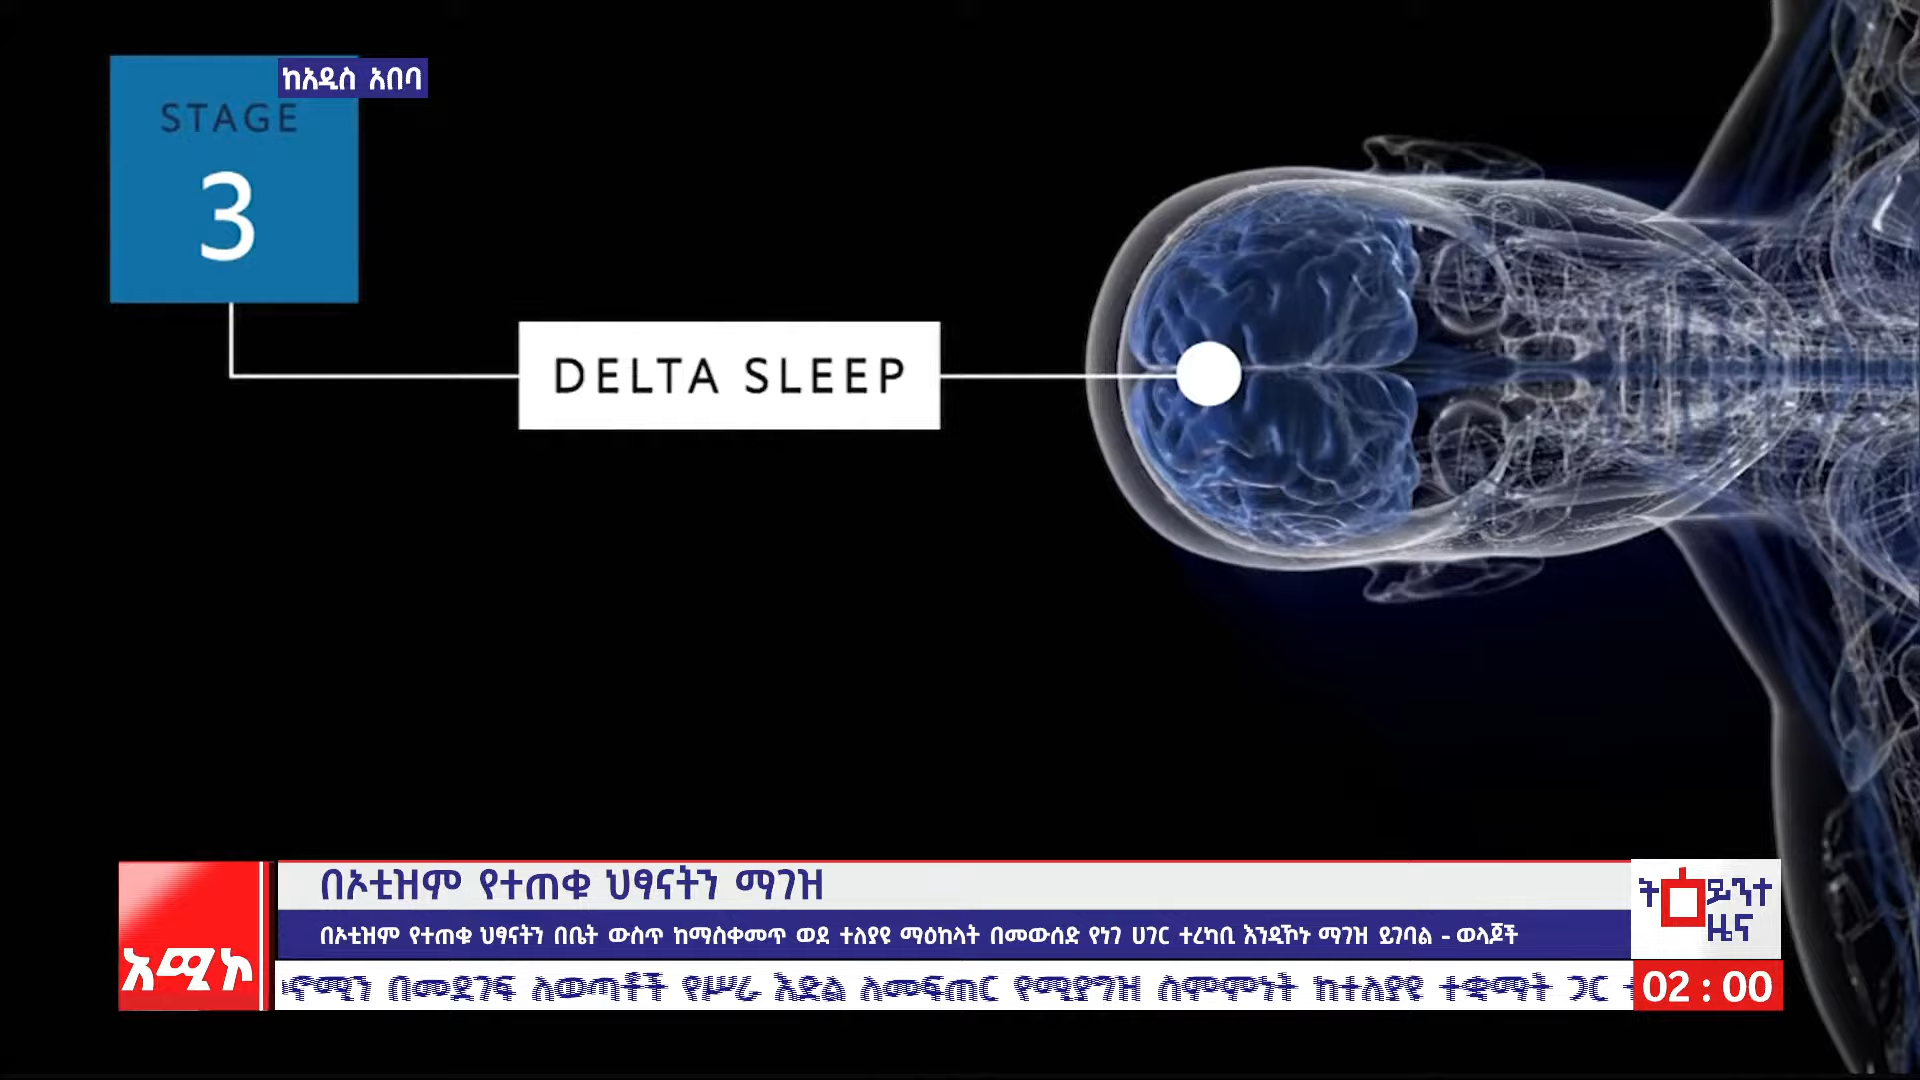 ከአዲስ አበባ
STAGE
3
DELTA SLEEP
በኦቲዝም የተጠቁ ህፃናትን ማገዝ
በኦቲዝም የተጠቁ ህፃናትን በቤት ውስጥ ከማስቀመጥ ወደ ተለያዩ ማዕከላት በመውሰድ የነገ ሀገር ተረካቢ እንዲኾኑ ማገዝ ይገባል - ወላጆች
አሚኮ
በመደገፍ ለወጣቶች የሥራ እድል ለመፍጠር የሚያግዝ ስምምነት ከተለያዩ ተቋማት ጋር
ዜና
02 : 00